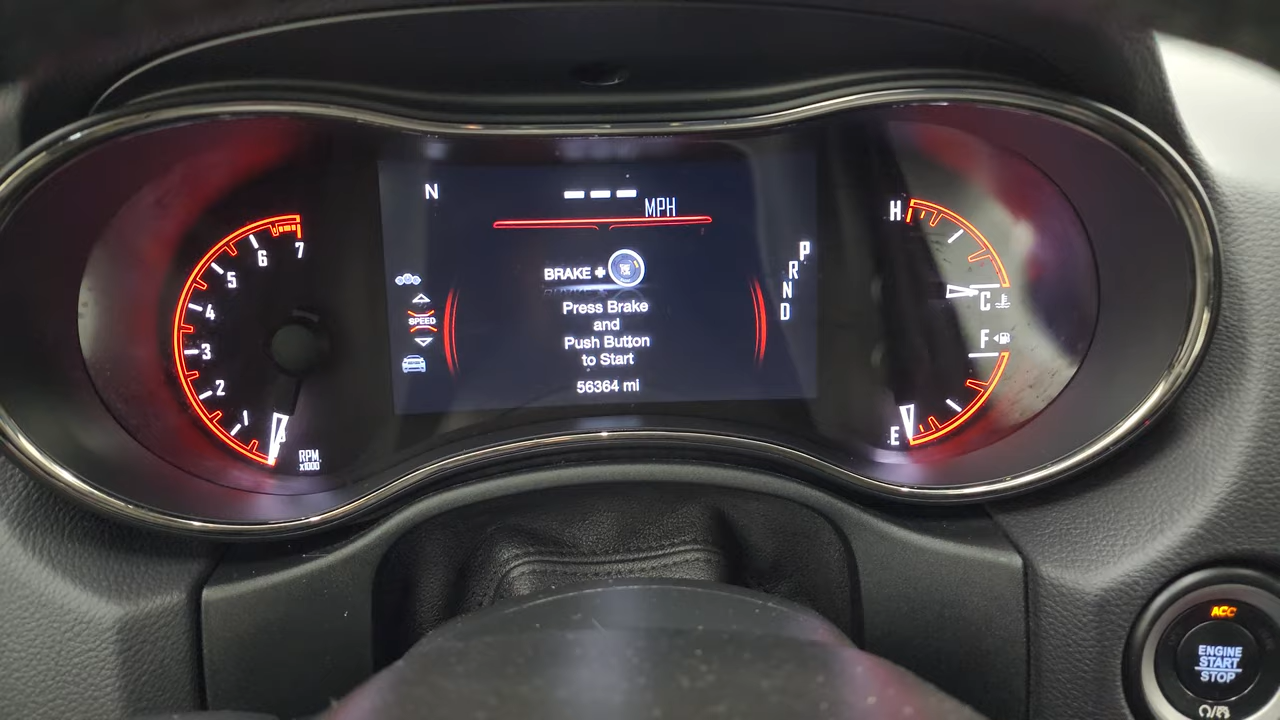 N
MPH
BRAKE +
Press Brake
and
Push Button
to Start
56364 mi
SPEED
P
R
N
D
7
6
5
4
3
2
1
RPM
x1000
H
C
F
E
ACC
ENGINE
START
STOP